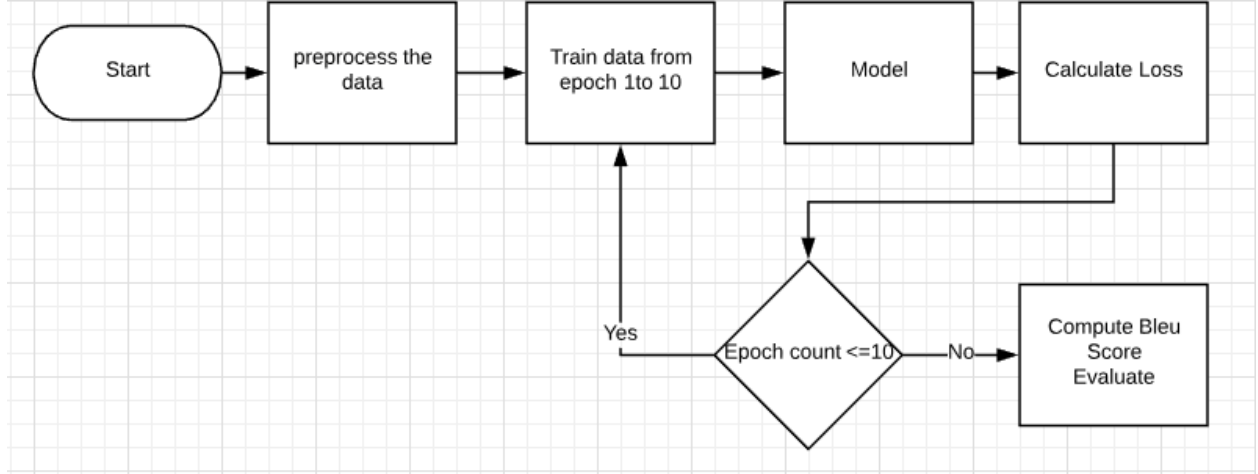 Start
preprocess the
data
Train data from
epoch 1to 10
Model
Calculate Loss
Yes
Epoch count <=10
No
Compute Bleu
Score
Evaluate